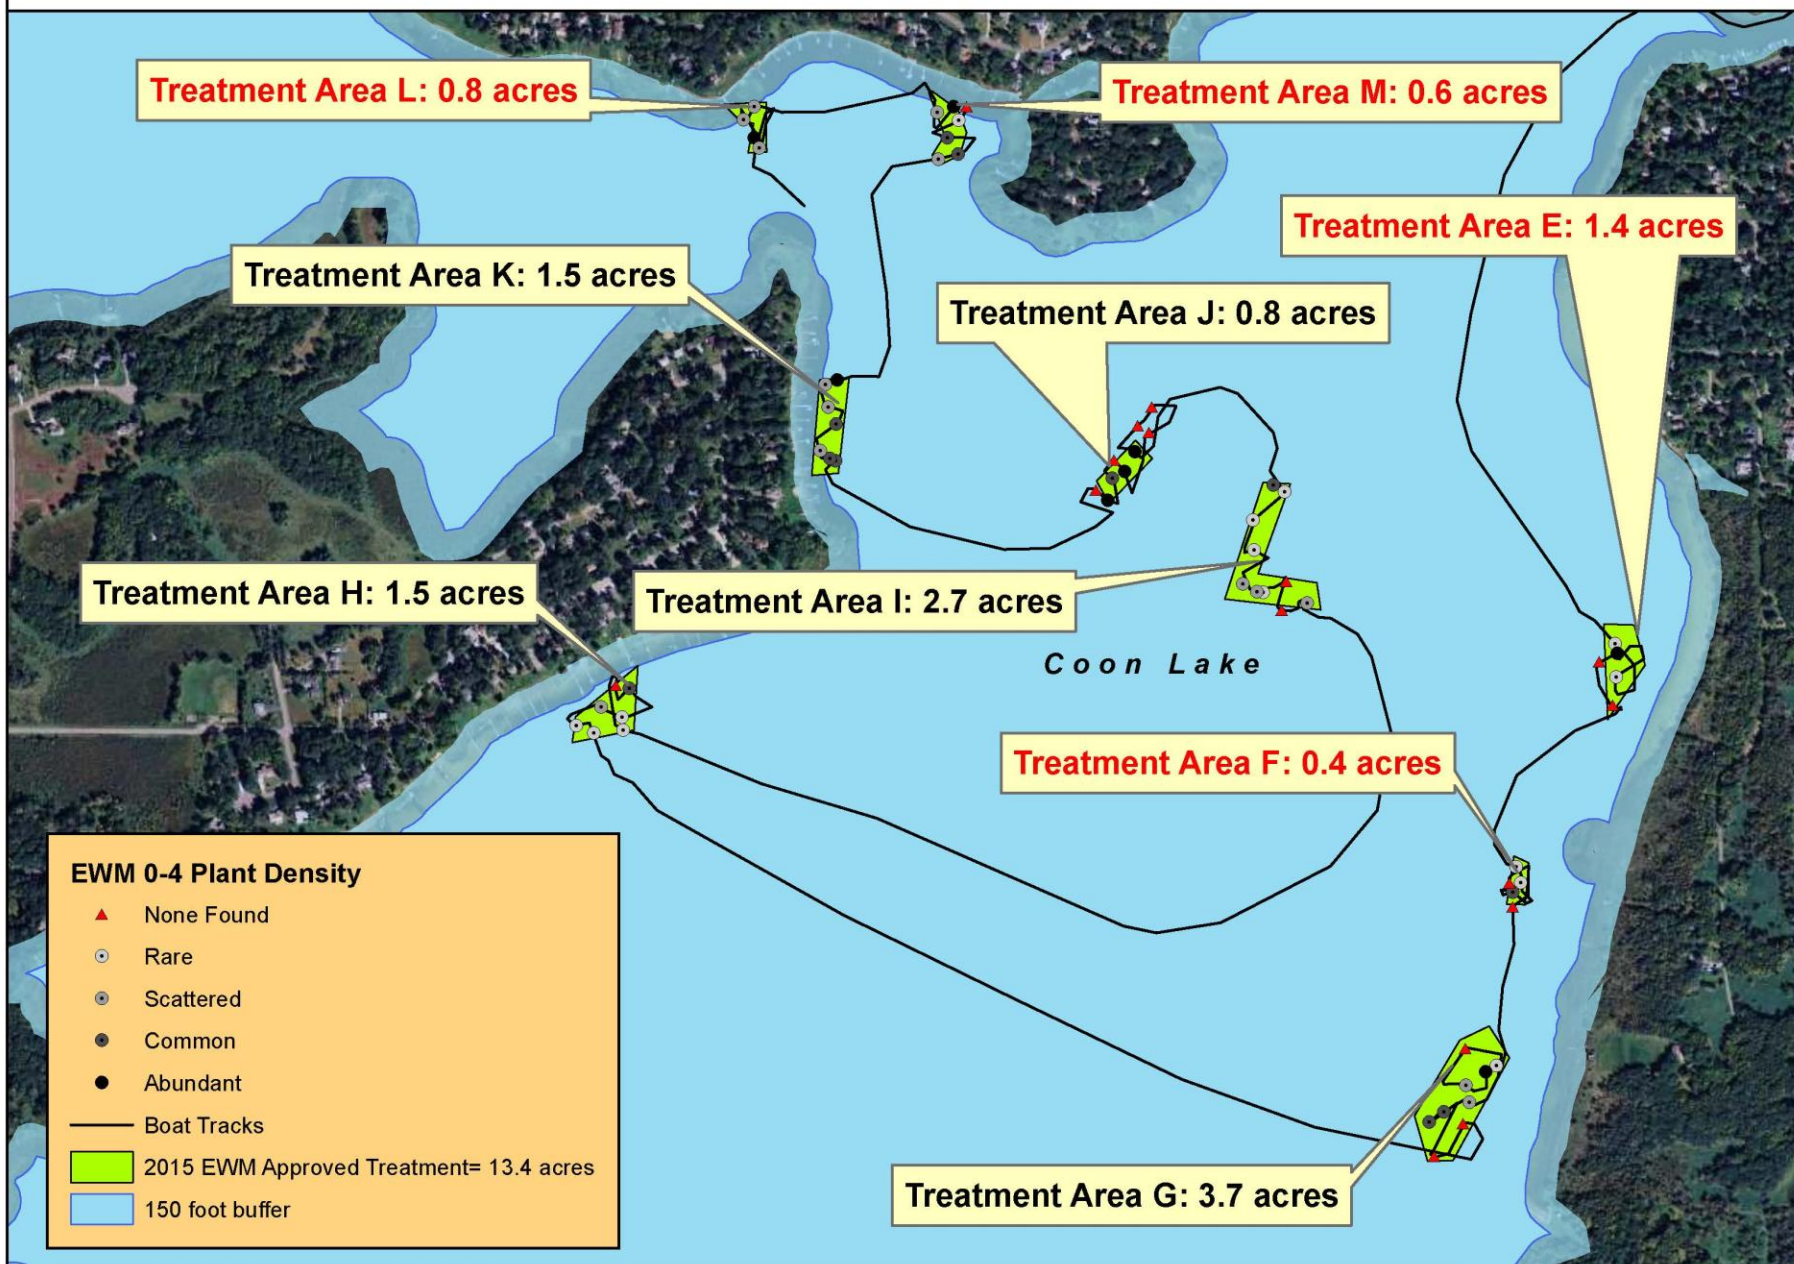 Treatment Area L: 0.8 acres
Treatment Area M: 0.6 acres
Treatment Area E: 1.4 acres
Treatment Area K: 1.5 acres
Treatment Area J: 0.8 acres
Treatment Area H: 1.5 acres
Treatment Area I: 2.7 acres
Coon Lake
Treatment Area F: 0.4 acres
Treatment Area G: 3.7 acres
EWM 0-4 Plant Density
None Found
Rare
Scattered
Common
Abundant
Boat Tracks
2015 EWM Approved Treatment= 13.4 acres
150 foot buffer